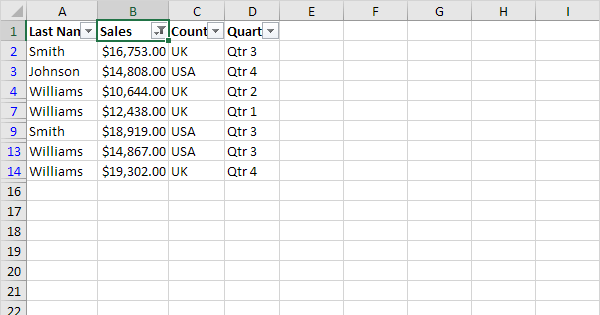 A B C D E F G H I
1 Last Nan Sales Count Quart
2 Smith $16,753.00 UK Qtr 3
3 Johnson $14,808.00 USA Qtr 4
4 Williams $10,644.00 UK Qtr 2
7 Williams $12,438.00 UK Qtr 1
9 Smith $18,919.00 USA Qtr 3
13 Williams $14,867.00 USA Qtr 3
14 Williams $19,302.00 UK Qtr 4
16
17
18
19
20
21
22